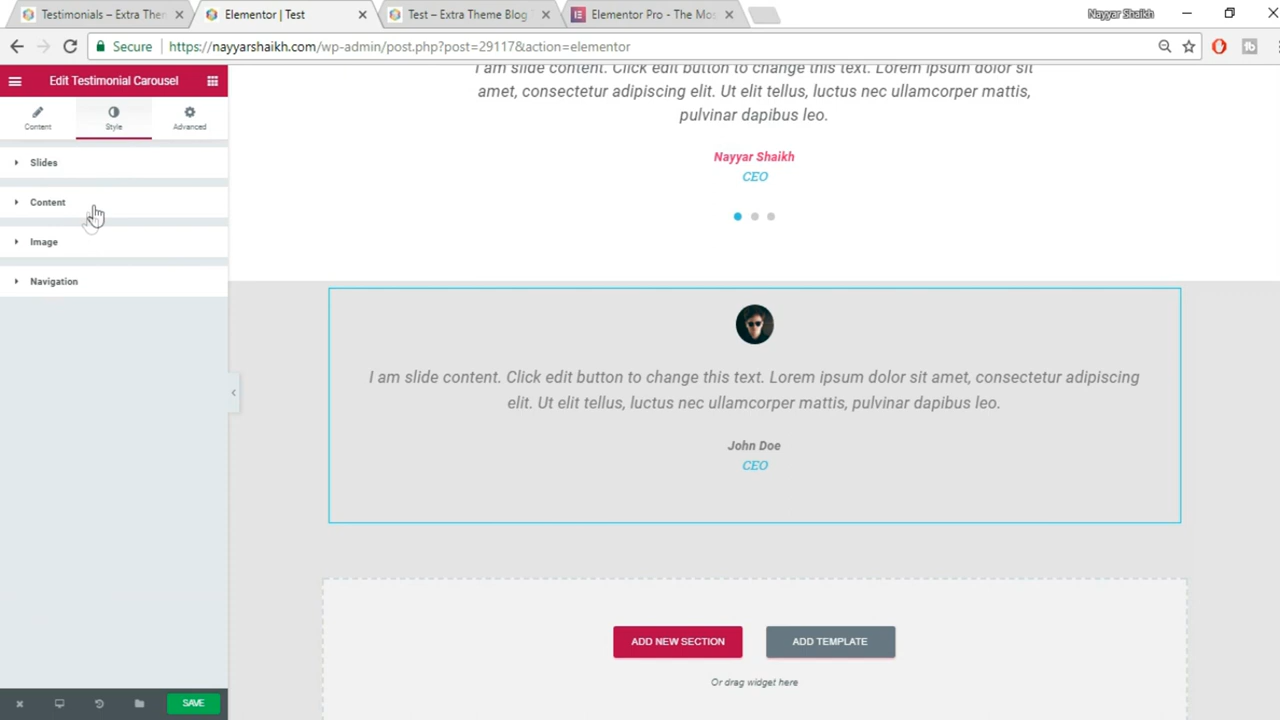 Testimonials – Extra Them
Elementor | Test
Test – Extra Theme Blog
Elementor Pro - The Mos
Nayyar Shaikh
Secure
https://nayyarshaikh.com/wp-admin/post.php?post=29117&action=elementor
Edit Testimonial Carousel
Content
Style
Advanced
Slides
Content
Image
Navigation
SAVE
I am slide content. Click edit button to change this text. Lorem ipsum dolor sit
amet, consectetur adipiscing elit. Ut elit tellus, luctus nec ullamcorper mattis,
pulvinar dapibus leo.
Nayyar Shaikh
CEO
I am slide content. Click edit button to change this text. Lorem ipsum dolor sit amet, consectetur adipiscing
elit. Ut elit tellus, luctus nec ullamcorper mattis, pulvinar dapibus leo.
John Doe
CEO
ADD NEW SECTION
ADD TEMPLATE
Or drag widget here